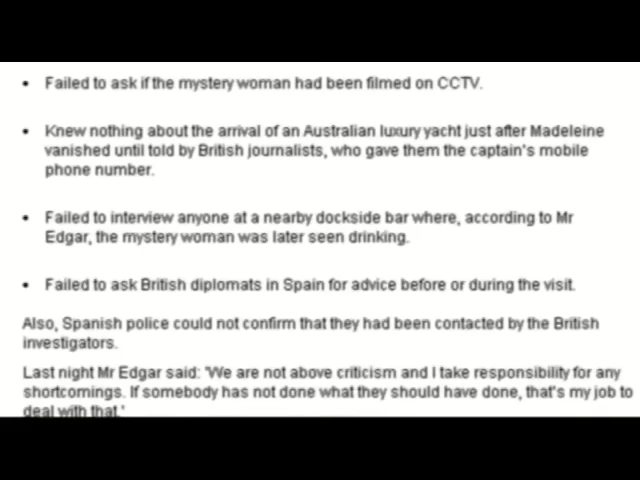 • Failed to ask if the mystery woman had been filmed on CCTV.
• Knew nothing about the arrival of an Australian luxury yacht just after Madeleine
vanished until told by British journalists, who gave them the captain's mobile
phone number.
• Failed to interview anyone at a nearby dockside bar where, according to Mr
Edgar, the mystery woman was later seen drinking.
• Failed to ask British diplomats in Spain for advice before or during the visit.
Also, Spanish police could not confirm that they had been contacted by the British
investigators.
Last night Mr Edgar said: 'We are not above criticism and I take responsibility for any
shortcomings. If somebody has not done what they should have done, that's my job to
deal with that.'